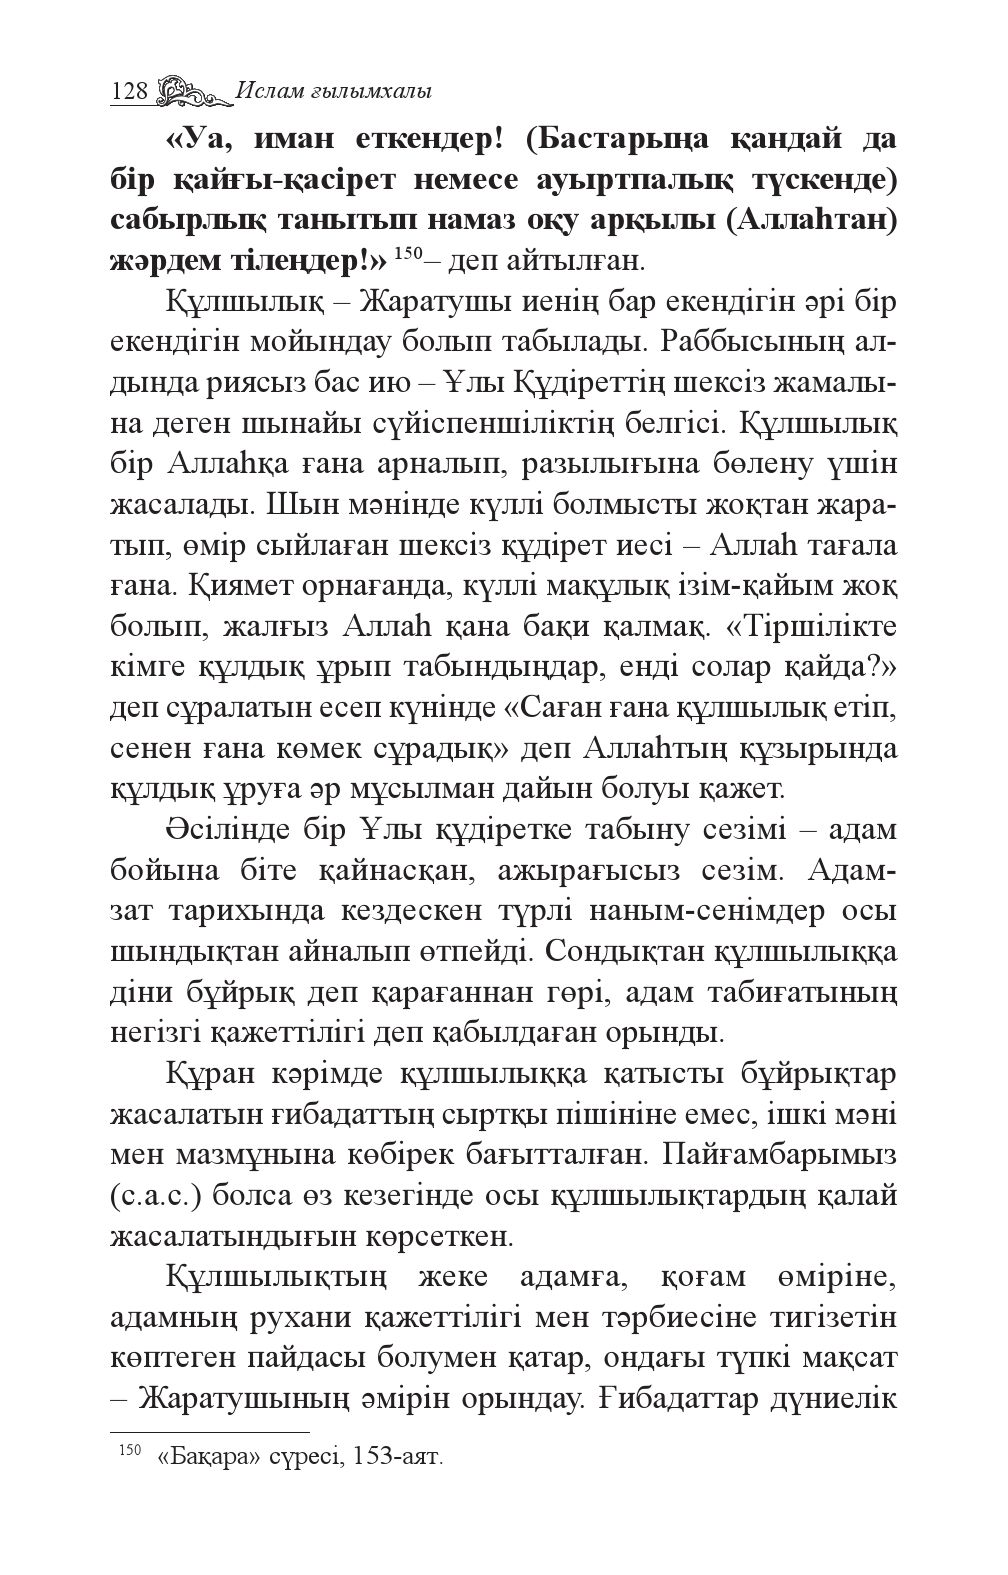 128 Ислам ғылымхалы
«Уа, иман еткендер! (Бастарыңа қандай да
бір қайғы-қасірет немесе ауыртпалық түскенде)
сабырлық танытып намаз оқу арқылы (Аллаһтан)
жәрдем тілеңдер!» 150– деп айтылған.
Құлшылық – Жаратушы иенің бар екендігін әрі бір
екендігін мойындау болып табылады. Раббысының ал-
дында риясыз бас ию – Ұлы Құдіреттің шексіз жамалы-
на деген шынайы сүйіспеншіліктің белгісі. Құлшылық
бір Аллаһқа ғана арналып, разылығына бөлену үшін
жасалады. Шын мәнінде күллі болмысты жоқтан жара-
тып, өмір сыйлаған шексіз құдірет иесі – Аллаһ тағала
ғана. Қиямет орнағанда, күллі мақұлық ізім-қайым жоқ
болып, жалғыз Аллаһ қана бақи қалмақ. «Тіршілікте
кімге құлдық ұрып табындыңдар, енді солар қайда?»
деп сұралатын есеп күнінде «Саған ғана құлшылық етіп,
сенен ғана көмек сұрадық» деп Аллаһтың құзырында
құлдық ұруға әр мұсылман дайын болуы қажет.
Әсілінде бір Ұлы құдіретке табыну сезімі – адам
бойына біте қайнасқан, ажырағысыз сезім. Адам-
зат тарихында кездескен түрлі наным-сенімдер осы
шындықтан айналып өтпейді. Сондықтан құлшылыққа
діни бұйрық деп қарағаннан гөрі, адам табиғатының
негізгі қажеттілігі деп қабылдаған орынды.
Құран кәрімде құлшылыққа қатысты бұйрықтар
жасалатын ғибадаттың сыртқы пішініне емес, ішкі мәні
мен мазмұнына көбірек бағытталған. Пайғамбарымыз
(с.а.с.) болса өз кезегінде осы құлшылықтардың қалай
жасалатындығын көрсеткен.
Құлшылықтың жеке адамға, қоғам өміріне,
адамның рухани қажеттілігі мен тәрбиесіне тигізетін
көптеген пайдасы болумен қатар, ондағы түпкі мақсат
– Жаратушының әмірін орындау. Ғибадаттар дүниелік
150 «Бақара» сүресі, 153-аят.